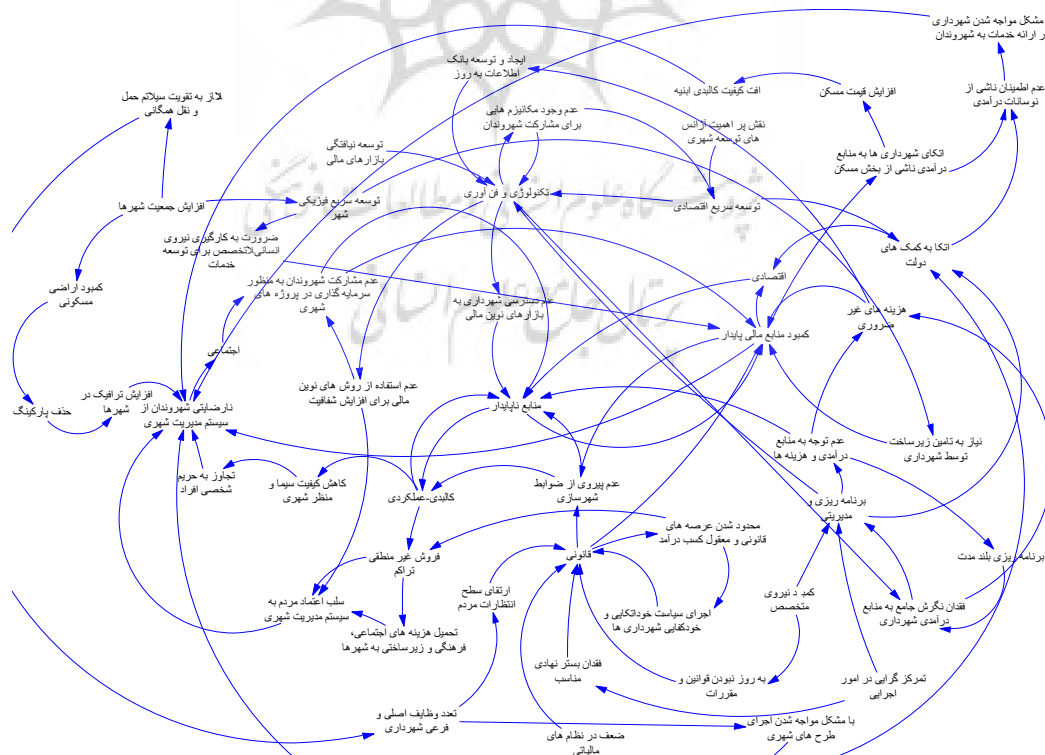 مشکل مواجه شدن شهرداری
ر ارائه خدمات به شهروندان
ایجاد و توسعه بانک
اطلاعات به روز
افت کیفیت کالبدی ابنیه
افزایش قیمت مسکن
عدم اطمینان ناشی از
نوسانات درآمدی
لااز به تقویت سیلاتم حمل
و نقل همگانی
عدم وجود مکانیزم هایی
برای مشارکت شهروندان
نقش پر اهمیت آژانس
های توسعه شهری
توسعه نیافتگی
بازارهای مالی
اتکای شهرداری ها به منابع
درآمدی ناشی از بخش مسکن
افزایش جمعیت شهرها
توسعه سریع فیزیکی
شهر
تکنولوژی و فن آوری
توسعه سریع اقتصادی
ضرورت به کارگیری نیروی
انسانیلاتخصص برای توسعه
خدمات
اتکا به کمک های
دولت
کمبود اراضی
مسکونی
عدم مشارکت شهروندان به منظور
سرمایه گذاری در پروژه های
شهری
عدم دسترسی شهرداری به
بازارهای نوین مالی
اقتصادی
هزینه های غیر
ضروری
کمبود منابع مالی پایدار
اجتماعی
عدم استفاده از روش های نوین
مالی برای افزایش شفافیت
منابع ناپایدار
حذف پارکینگ
افزایش ترافیک در
شهرها
نارضایتی شهروندان از
سیستم مدیریت شهری
عدم توجه به منابع
درآمدی و هزینه ها
نیاز به تامین زیرساخت
توسط شهرداری
تجاوز به حریم
شخصی افراد
کاهش کیفیت سیما و
منظر شهری
کالبدی-عملکردی
عدم پیروی از ضوابط
شهرسازی
برنامه ریزی و
مدیریتی
محدود شدن عرصه های
قانونی و معقول کسب درآمد
قانونی
فروش غیر منطقی
تراکم
برنامه ریزی بلند مدت
ارتقای سطح
انتظارات مردم
سلب اعتماد مردم به
سیستم مدیریت شهری
اجرای سیاست خوداتکایی و
خودکفایی شهرداری ها
کمبد نیروی
متخصص
فقدان نگرش جامع به منابع
درآمدی شهرداری
تحمیل هزینه های اجتماعی،
فرهنگی و زیرساختی به شهرها
فقدان بستر نهادی
مناسب
به روز نبودن قوانین و
مقررات
تمرکز گرایی در امور
اجرایی
تعدد وظایف اصلی و
فرعی شهرداری
ضعف در نظام های
مالیاتی
با مشکل مواجه شدن اجرای
طرح های شهری
پژوهشگاه علوم انسانی و مطالعات فرهنگی
پرتال جامع علوم انسانی